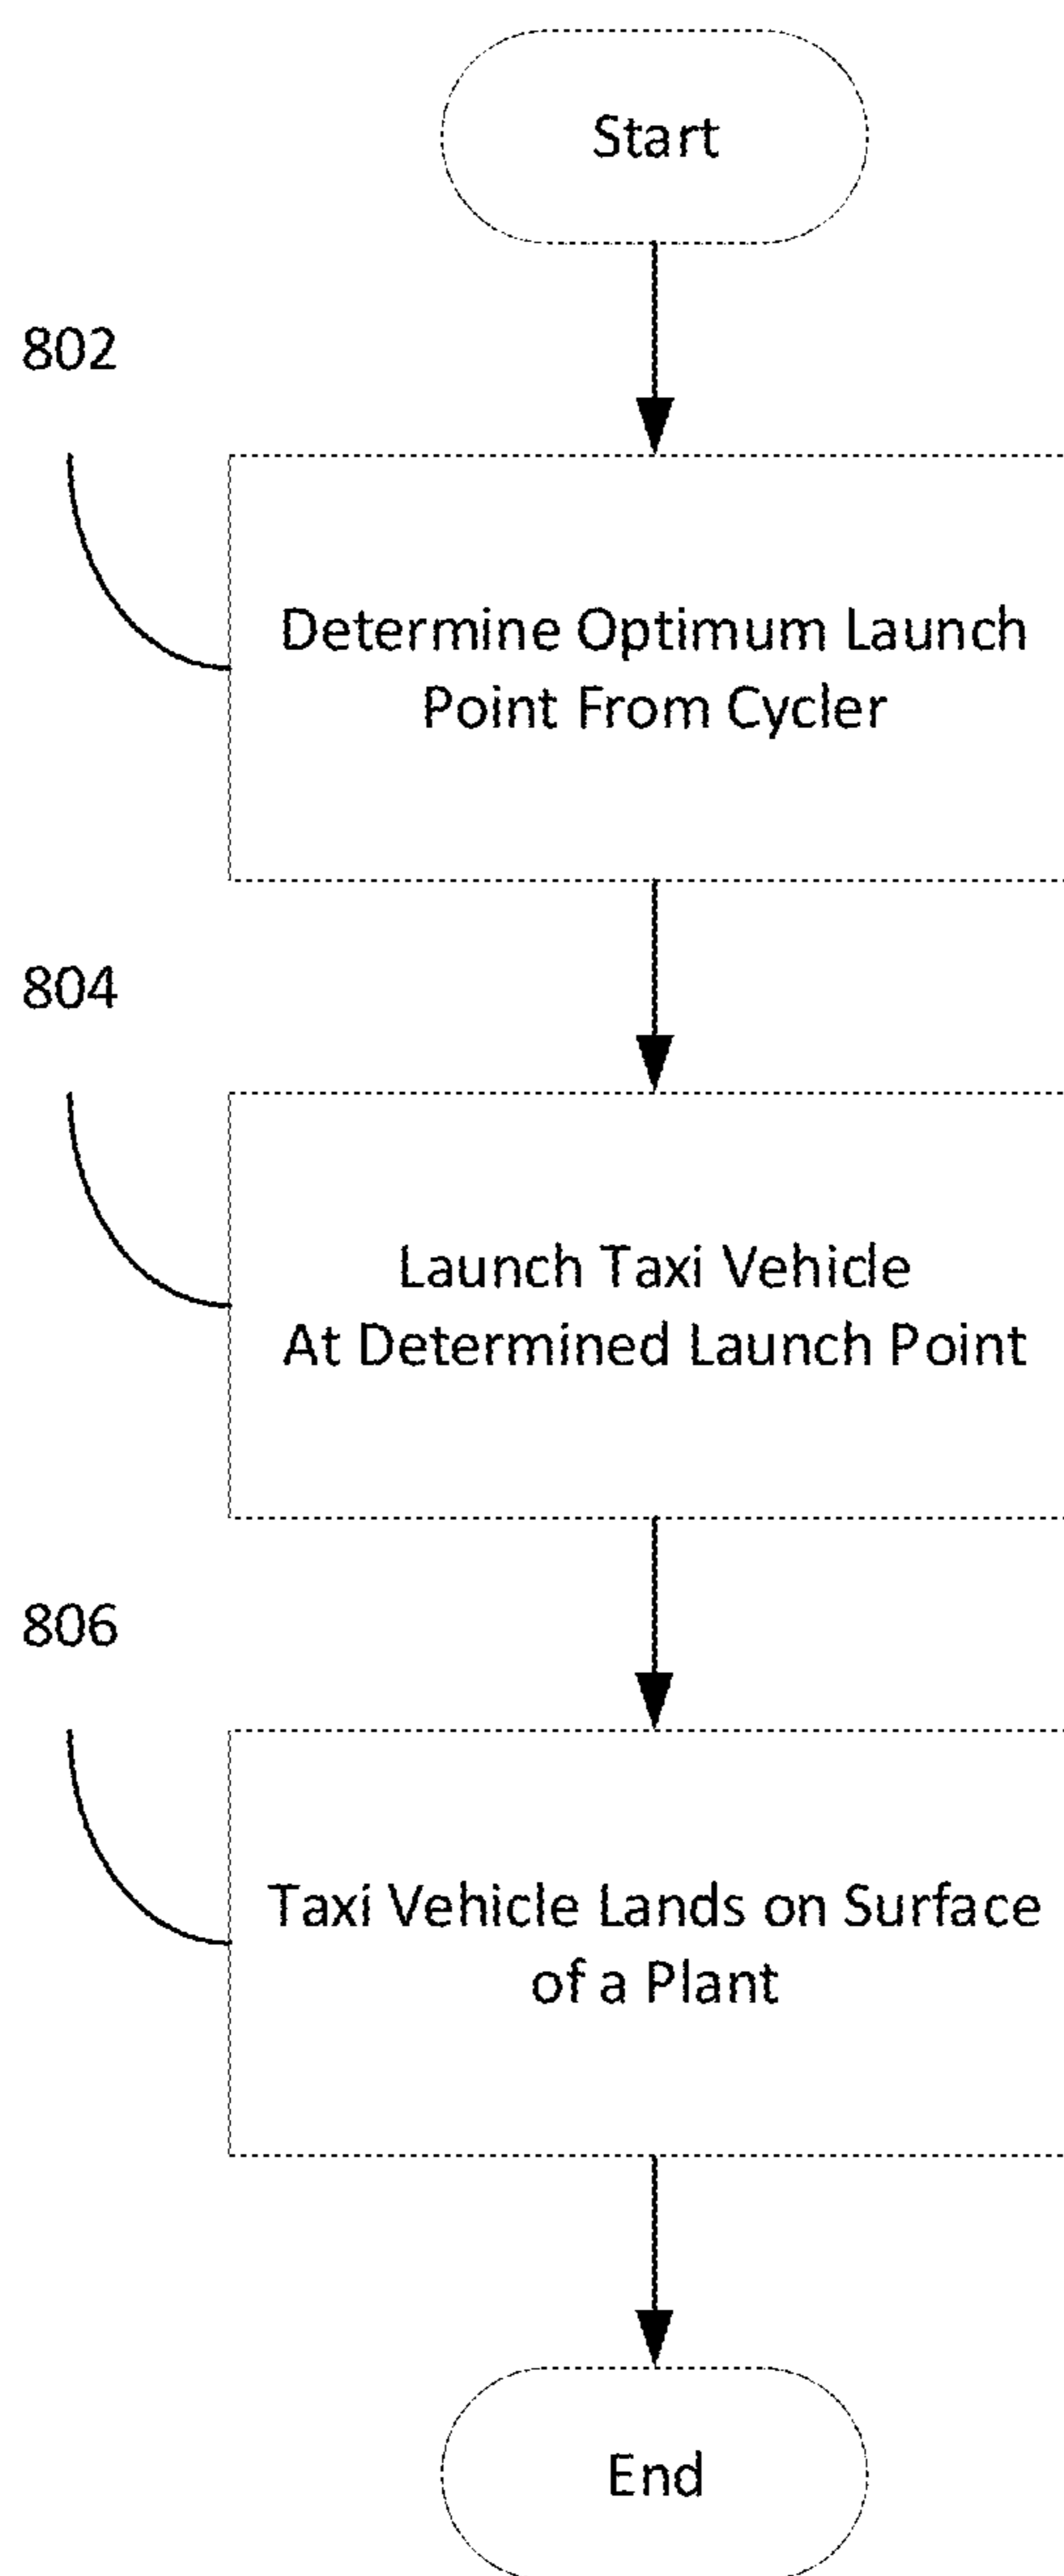 Start
802
Determine Optimum Launch
Point From Cycler
804
Launch Taxi Vehicle
At Determined Launch Point
806
Taxi Vehicle Lands on Surface
of a Plant
End